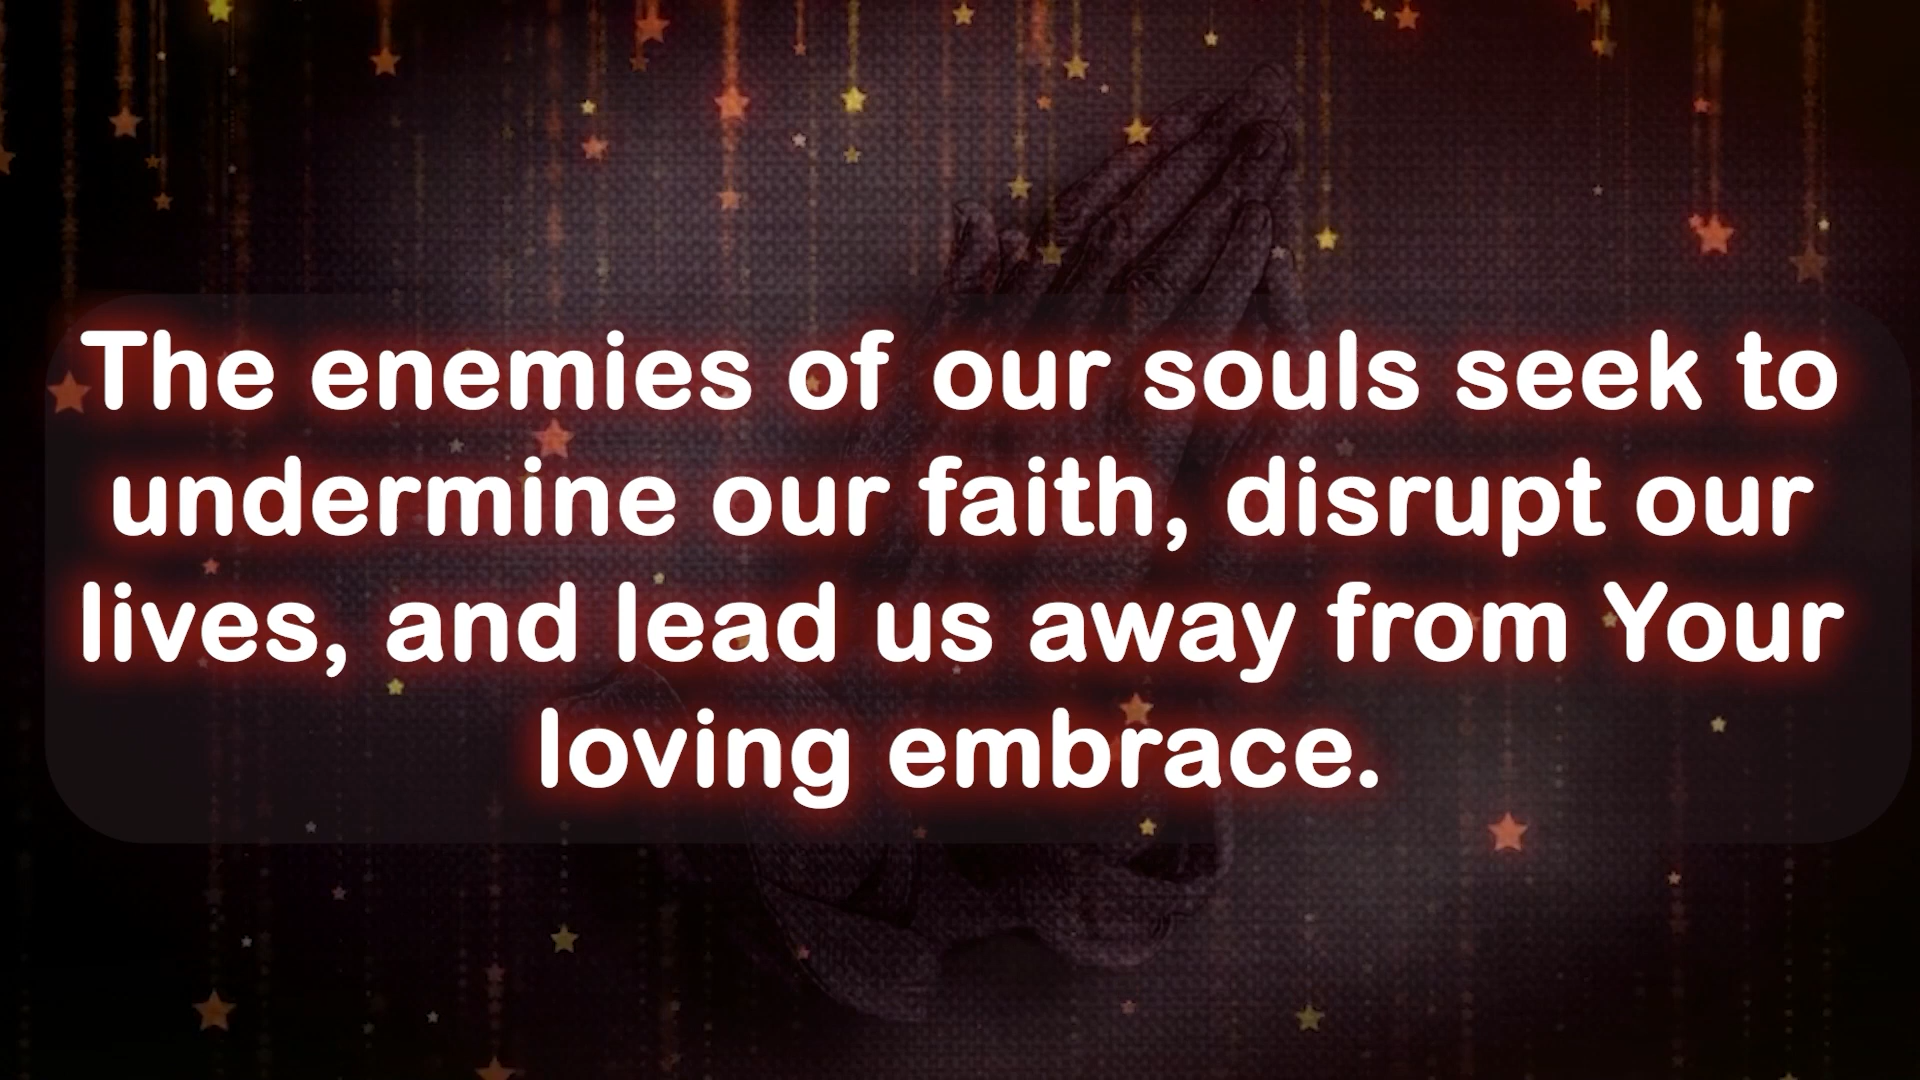 The enemies of our souls seek to
undermine our faith, disrupt our
lives, and lead us away from Your
loving embrace.